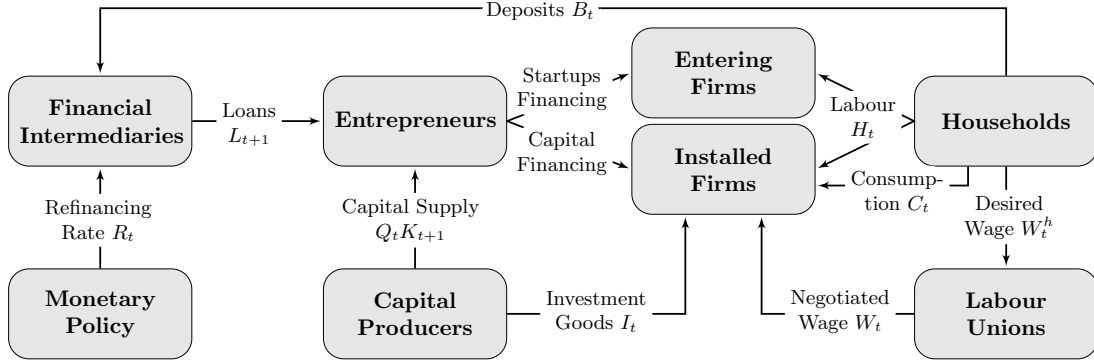 Deposits B_t
Financial
Intermediaries
Loans
L_{t+1}
Entrepreneurs
Startups
Financing
Capital
Financing
Entering
Firms
Installed
Firms
Labour
H_t
Households
Consump-
tion C_t
Desired
Wage W_t^h
Refinancing
Rate R_t
Capital Supply
Q_tK_{t+1}
Monetary
Policy
Capital
Producers
Investment
Goods I_t
Negotiated
Wage W_t
Labour
Unions